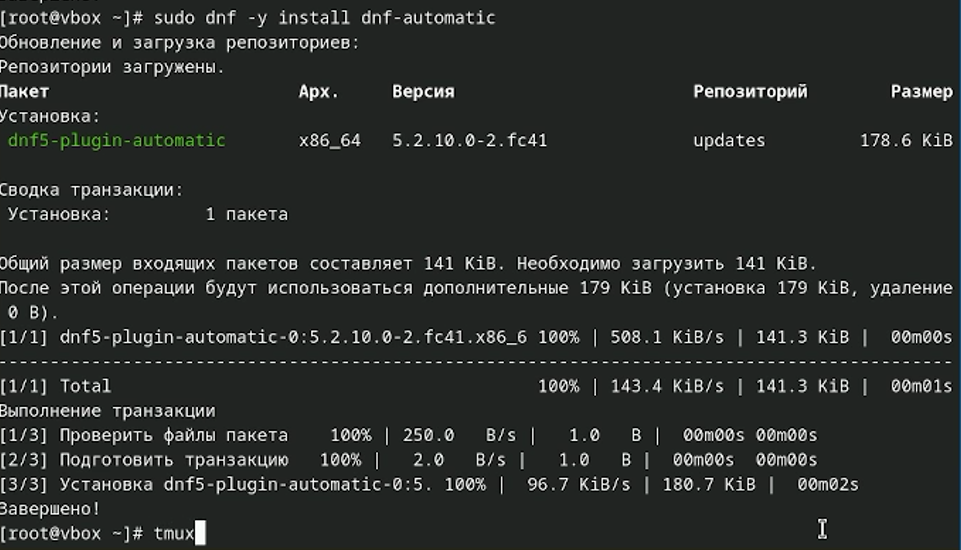 [root@vbox ~]# sudo dnf -y install dnf-automatic
Обновление и загрузка репозиториев:
Репозитории загружены.
Пакет Арх. Версия Репозиторий Размер
Установка:
dnf5-plugin-automatic x86_64 5.2.10.0-2.fc41 updates 178.6 KiB
Сводка транзакции:
Установка: 1 пакета
Общий размер входящих пакетов составляет 141 KiB. Необходимо загрузить 141 KiB.
После этой операции будут использоваться дополнительные 179 KiB (установка 179 KiB, удаление
0 B).
[1/1] dnf5-plugin-automatic-0:5.2.10.0-2.fc41.x86_6 100% | 508.1 KiB/s | 141.3 KiB | 00m00s
--------------------------------------------------------------------------------------------
[1/1] Total 100% | 143.4 KiB/s | 141.3 KiB | 00m01s
Выполнение транзакции
[1/3] Проверить файлы пакета 100% | 250.0 B/s | 1.0 B | 00m00s 00m00s
[2/3] Подготовить транзакцию 100% | 2.0 B/s | 1.0 B | 00m00s 00m00s
[3/3] Установка dnf5-plugin-automatic-0:5. 100% | 96.7 KiB/s | 180.7 KiB | 00m02s
Завершено!
[root@vbox ~]# tmux